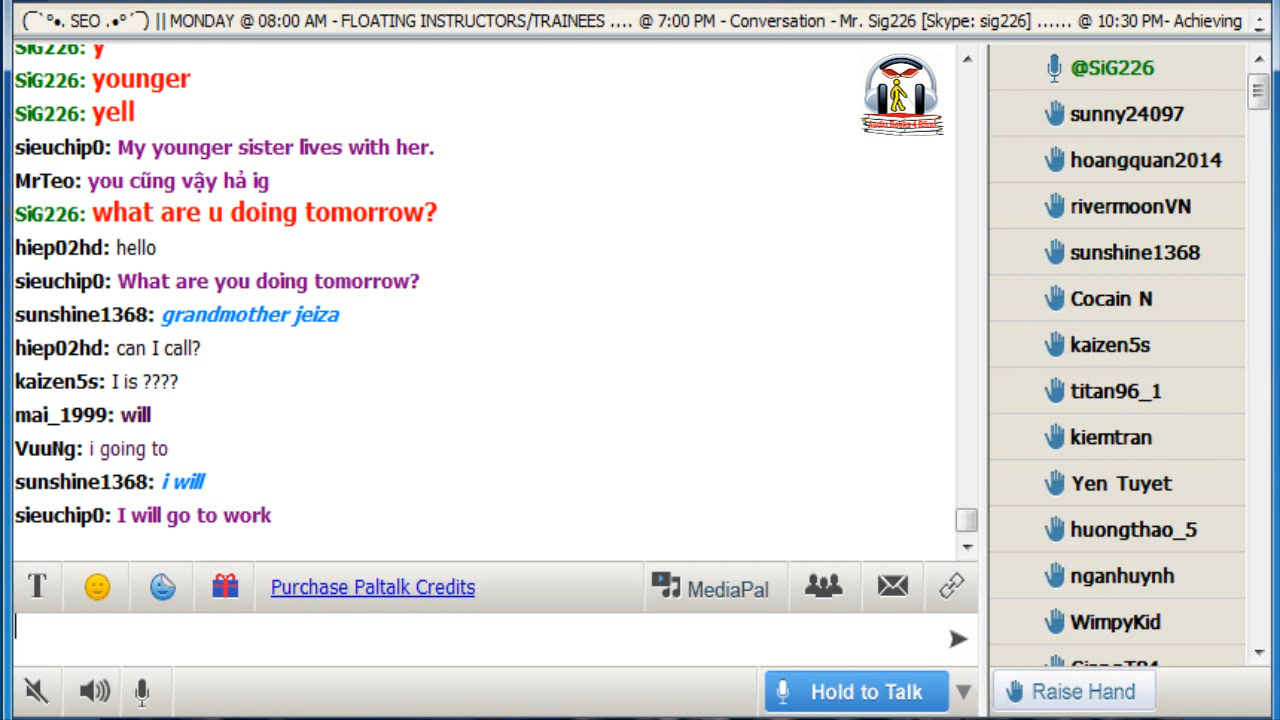 (¯`°•. SEO .•°´¯) || MONDAY @ 08:00 AM - FLOATING INSTRUCTORS/TRAINEES .... @ 7:00 PM - Conversation - Mr. Sig226 [Skype: sig226] ...... @ 10:30 PM- Achieving
SiG226: y
SiG226: younger
SiG226: yell
sieuchip0: My younger sister lives with her.
MrTeo: you cũng vậy hả ig
SiG226: what are u doing tomorrow?
hiep02hd: hello
sieuchip0: What are you doing tomorrow?
sunshine1368: grandmother jeiza
hiep02hd: can I call?
kaizen5s: I is ????
mai_1999: will
VuuNg: i going to
sunshine1368: i will
sieuchip0: I will go to work
T
Purchase Paltalk Credits
MediaPal
Hold to Talk
@SiG226
sunny24097
hoangquan2014
rivermoonVN
sunshine1368
Cocain N
kaizen5s
titan96_1
kiemtran
Yen Tuyet
huongthao_5
nganhuynh
WimpyKid
Raise Hand